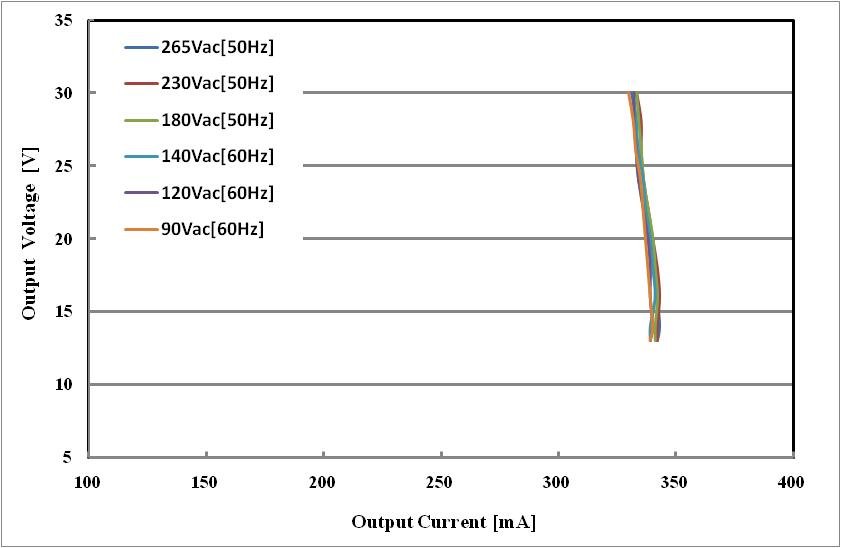 35
265Vac[50Hz]
230Vac[50Hz]
30
180Vac[50Hz]
140Vac[60Hz]
25
120Vac[60Hz]
90Vac[60Hz]
20
15
10
5
Output Voltage [V]
100 150 200 250 300 350 400
Output Current [mA]